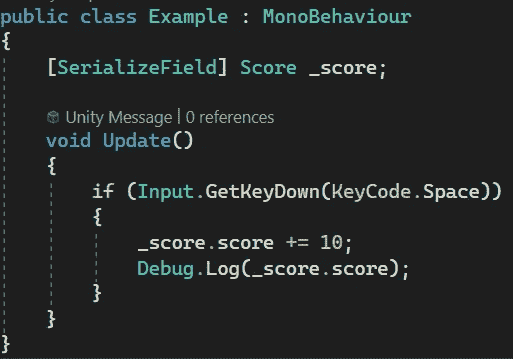 public class Example : MonoBehaviour
{
[SerializeField] Score _score;
Unity Message | 0 references
void Update()
{
if (Input.GetKeyDown(KeyCode.Space))
{
_score.score += 10;
Debug.Log(_score.score);
}
}
}